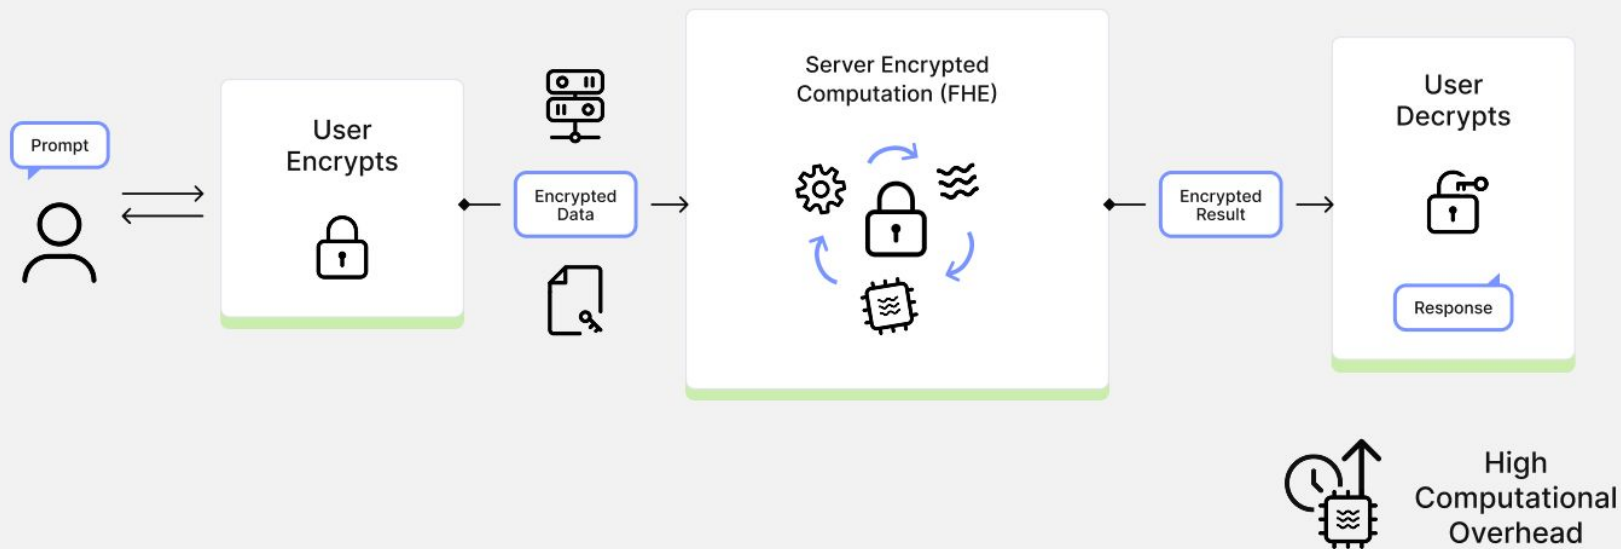 Prompt
User
Encrypts
Encrypted
Data
Server Encrypted
Computation (FHE)
Encrypted
Result
User
Decrypts
Response
High
Computational
Overhead